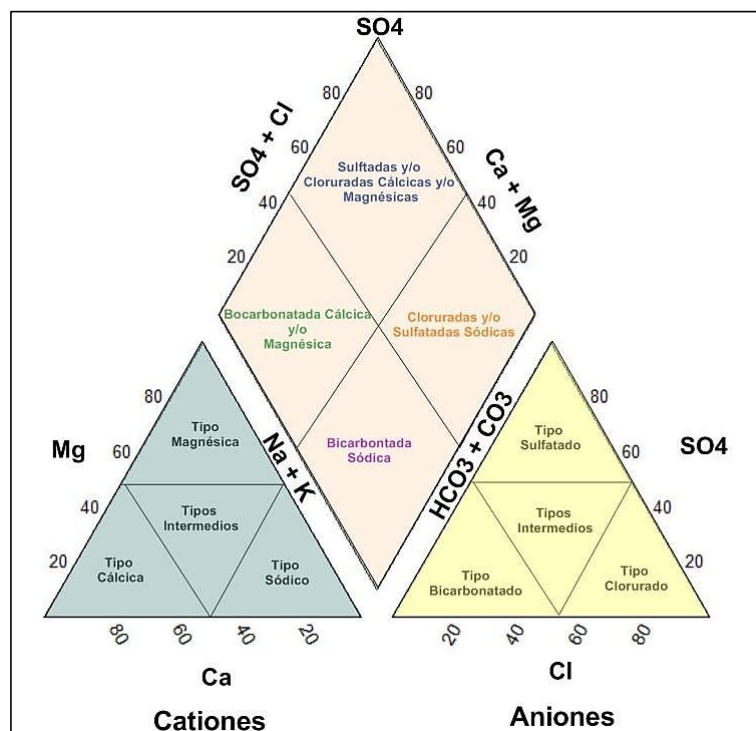 SO4
80
80
SO4 + Cl
Ca + Mg
60
60
Sulftadas y/o
Cloruradas Cálcicas y/o
Magnésicas
40
40
20
20
Bocarbonatada Cálcica
y/o
Magnésica
Cloruradas y/o
Sulfatadas Sódicas
Bicarbontada
Sódica
Na + K
HCO3 + CO3
Mg
80
60
40
20
Tipo
Magnésica
Tipos
Intermedios
Tipo
Cálcica
Tipo
Sódico
80
60
40
20
Ca
Cationes
SO4
80
60
40
20
Tipo
Sulfatado
Tipos
Intermedios
Tipo
Bicarbonatado
Tipo
Clorurado
20
40
60
80
Cl
Aniones